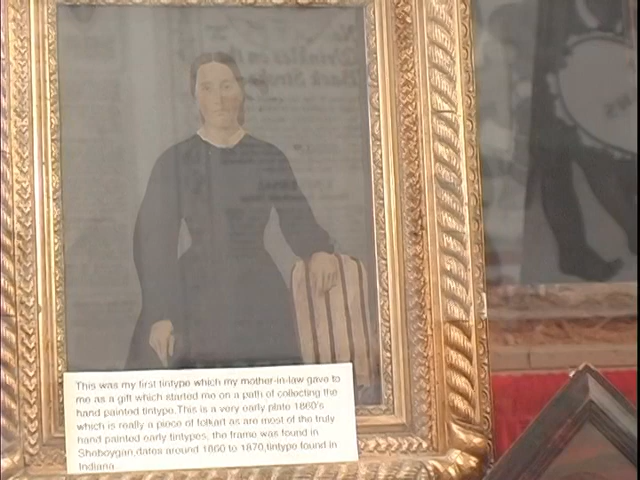 This was my first tintype which my mother-in-law gave to
me as a gift which started me on a path of collecting the
hand painted tintype.This is a very early plate 1860's
which is really a piece of folkart as are most of the truly
hand painted early tintypes, the frame was found in
Sheboygan,dates around 1860 to 1870,tintype found in
Indiana